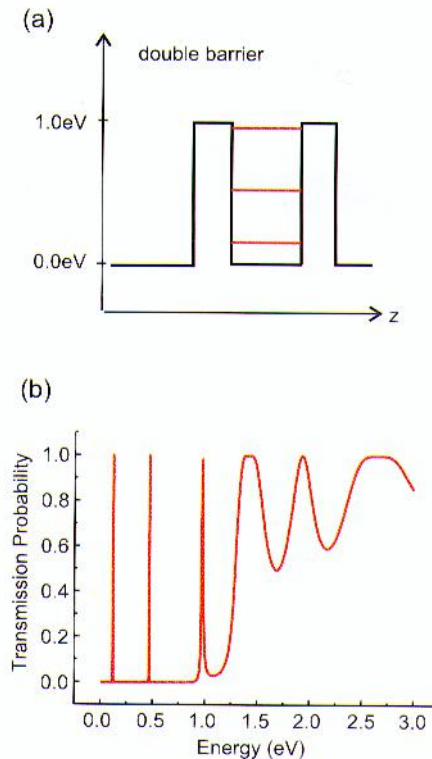 (a)
double barrier
1.0eV
0.0eV
z
(b)
Transmission Probability
1.0
0.8
0.6
0.4
0.2
0.0
0.0 0.5 1.0 1.5 2.0 2.5 3.0
Energy (eV)